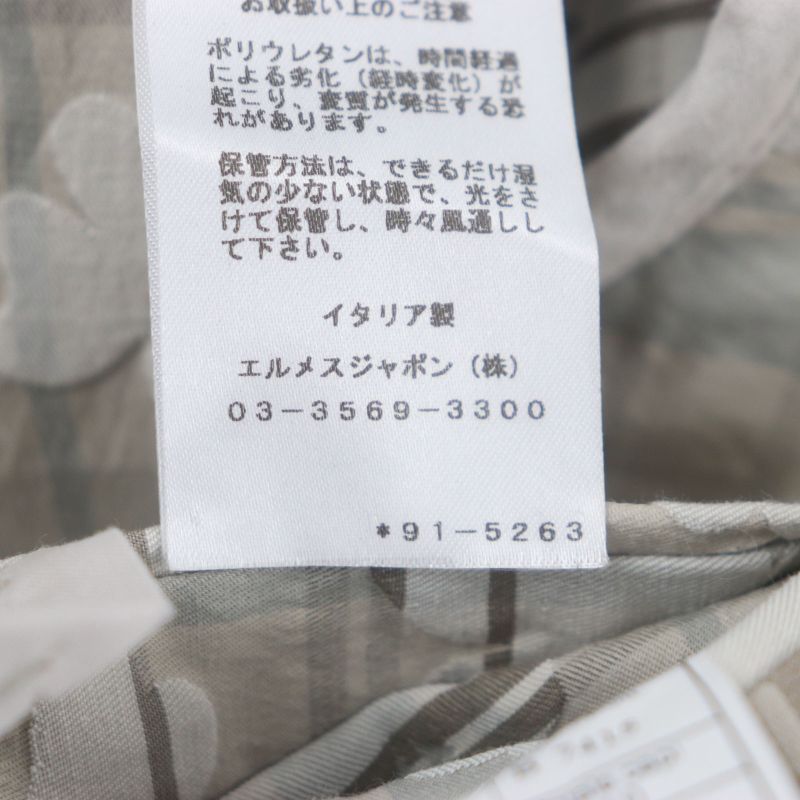 お取扱い上のご注意
ポリウレタンは、時間経過
による劣化（経時変化）が
起こり、変質が発生する恐
れがあります。
保管方法は、できるだけ湿
気の少ない状態で、光をさ
けて保管し、時々風通しし
て下さい。
イタリア製
エルメスジャポン（株）
03-3569-3300
*91-5263